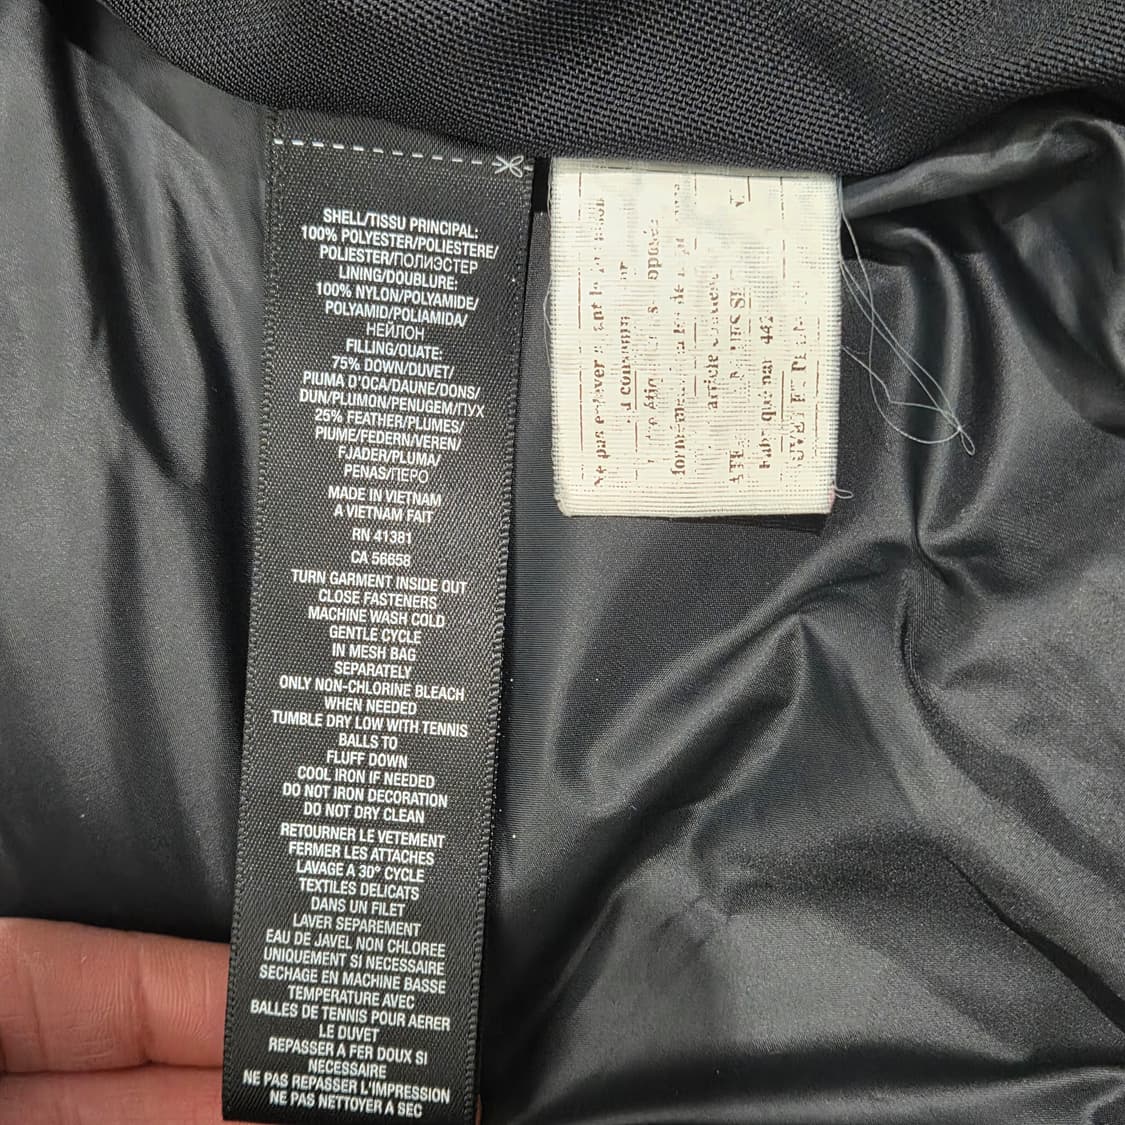 SHELL/TISSU PRINCIPAL:
100% POLYESTER/POLIESTERE/
POLIESTER/ПОЛИЭСТЕР
LINING/DOUBLURE:
100% NYLON/POLYAMIDE/
POLYAMID/POLIAMIDA/
НЕЙЛОН
FILLING/OUATE:
75% DOWN/DUVET/
PIUMA D'OCA/DAUNE/DONS/
DUN/PLUMON/PENUGEM/ПУХ
25% FEATHER/PLUMES/
PIUME/FEDERN/VEREN/
FJADER/PLUMA/
PENAS/ПЕРО
MADE IN VIETNAM
A VIETNAM FAIT
RN 41381
CA 56658
TURN GARMENT INSIDE OUT
CLOSE FASTENERS
MACHINE WASH COLD
GENTLE CYCLE
IN MESH BAG
SEPARATELY
ONLY NON-CHLORINE BLEACH
WHEN NEEDED
TUMBLE DRY LOW WITH TENNIS
BALLS TO
FLUFF DOWN
COOL IRON IF NEEDED
DO NOT IRON DECORATION
DO NOT DRY CLEAN
RETOURNER LE VETEMENT
FERMER LES ATTACHES
LAVAGE A 30° CYCLE
TEXTILES DELICATS
DANS UN FILET
LAVER SEPAREMENT
EAU DE JAVEL NON CHLOREE
UNIQUEMENT SI NECESSAIRE
SECHAGE EN MACHINE BASSE
TEMPERATURE AVEC
BALLES DE TENNIS POUR AERER
LE DUVET
REPASSER A FER DOUX SI
NECESSAIRE
NE PAS REPASSER L'IMPRESSION
NE PAS NETTOYER A SEC
pas enlever
article
par